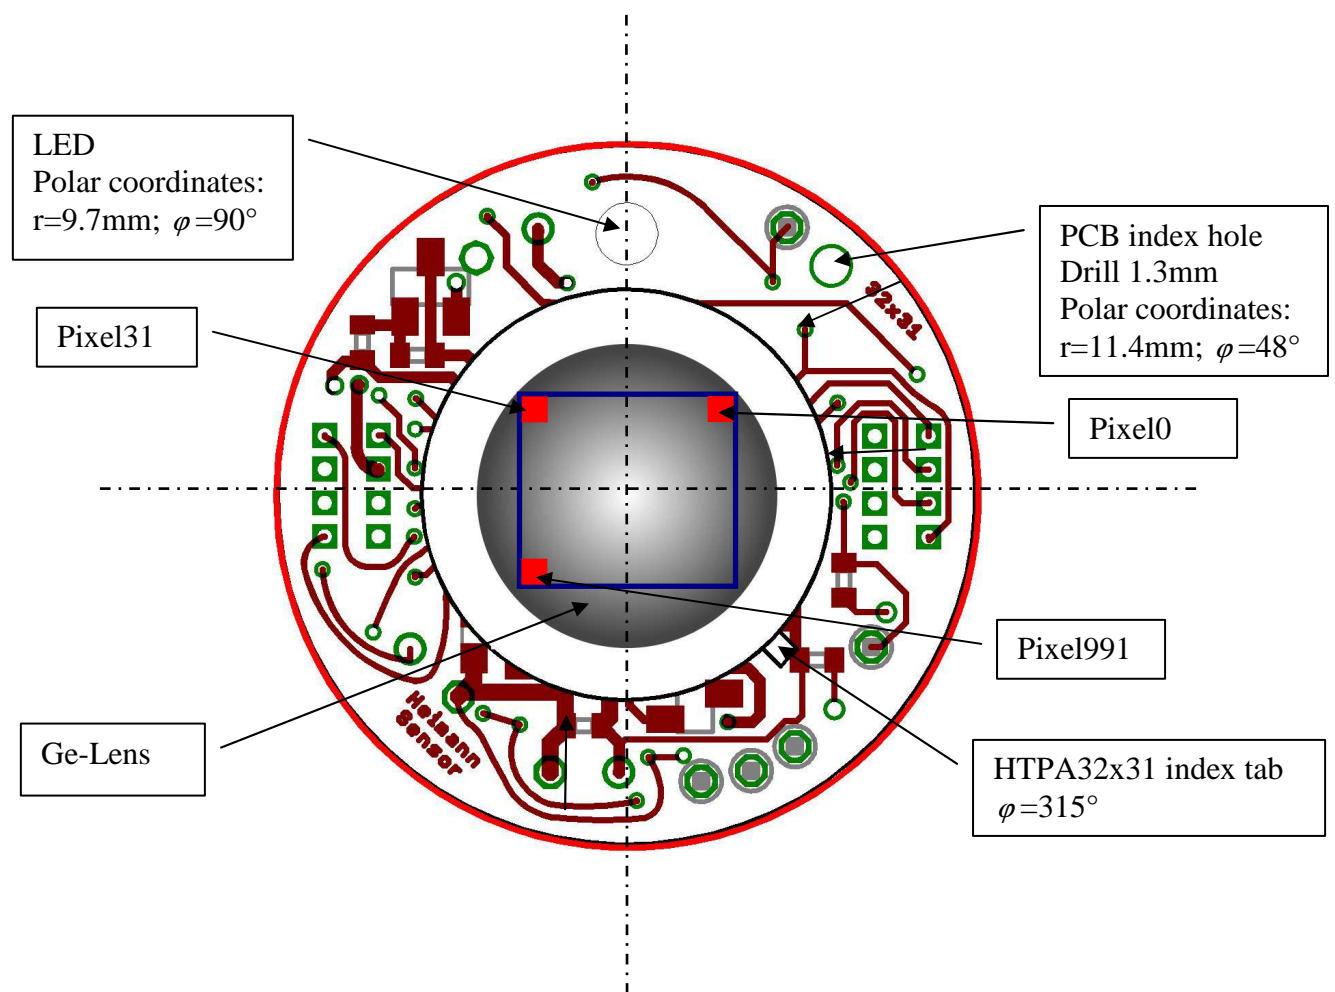 LED
Polar coordinates:
r=9.7mm; φ=90°
PCB index hole
Drill 1.3mm
Polar coordinates:
r=11.4mm; φ=48°
32x31
Pixel31
Pixel0
Pixel991
Ge-Lens
Heimann
Sensor
HTPA32x31 index tab
φ=315°